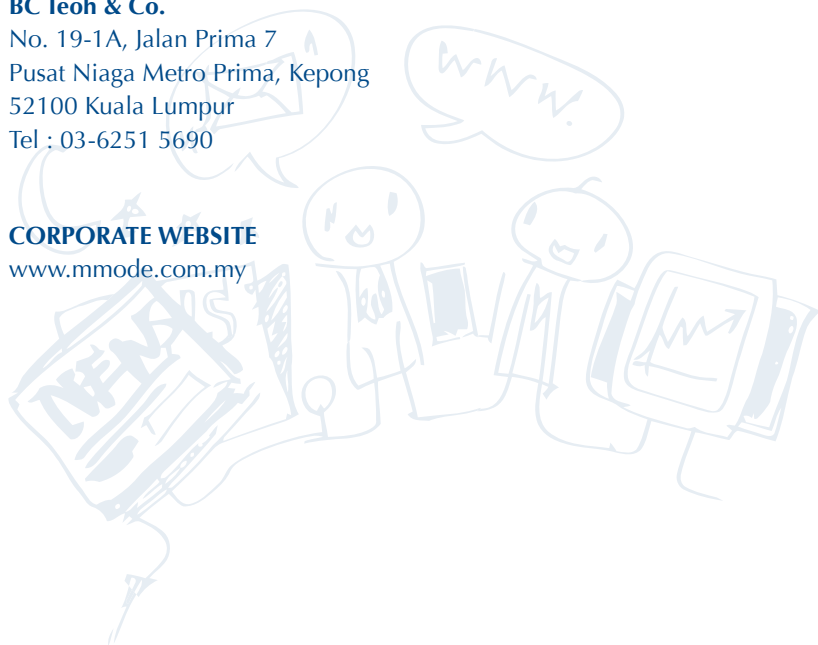 BC Teoh & Co.
No. 19-1A, Jalan Prima 7
Pusat Niaga Metro Prima, Kepong
52100 Kuala Lumpur
Tel : 03-6251 5690
www.
CORPORATE WEBSITE
www.mmode.com.my
NEWS